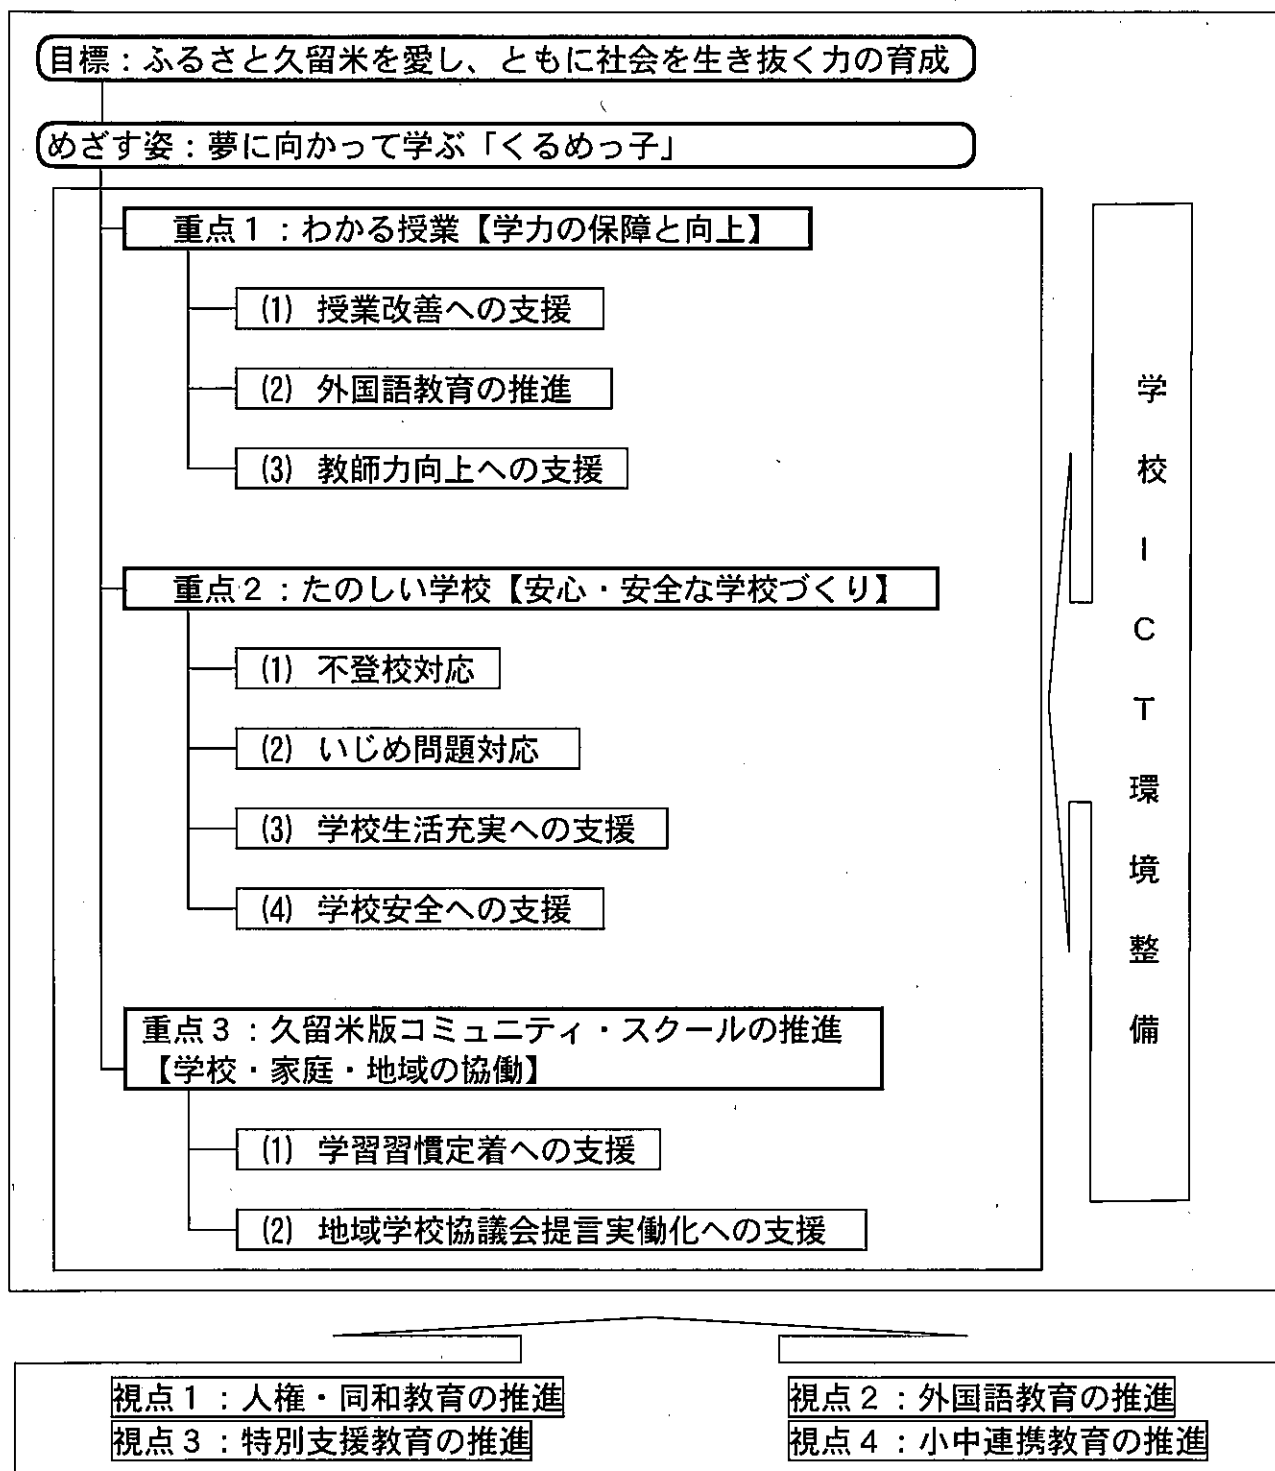 目標：ふるさと久留米を愛し、ともに社会を生き抜く力の育成
めざす姿：夢に向かって学ぶ「くるめっ子」
重点１：わかる授業【学力の保障と向上】
(1) 授業改善への支援
(2) 外国語教育の推進
(3) 教師力向上への支援
重点２：たのしい学校【安心・安全な学校づくり】
(1) 不登校対応
(2) いじめ問題対応
(3) 学校生活充実への支援
(4) 学校安全への支援
重点３：久留米版コミュニティ・スクールの推進
【学校・家庭・地域の協働】
(1) 学習習慣定着への支援
(2) 地域学校協議会提言実働化への支援
学校ＩＣＴ環境整備
視点１：人権・同和教育の推進
視点２：外国語教育の推進
視点３：特別支援教育の推進
視点４：小中連携教育の推進